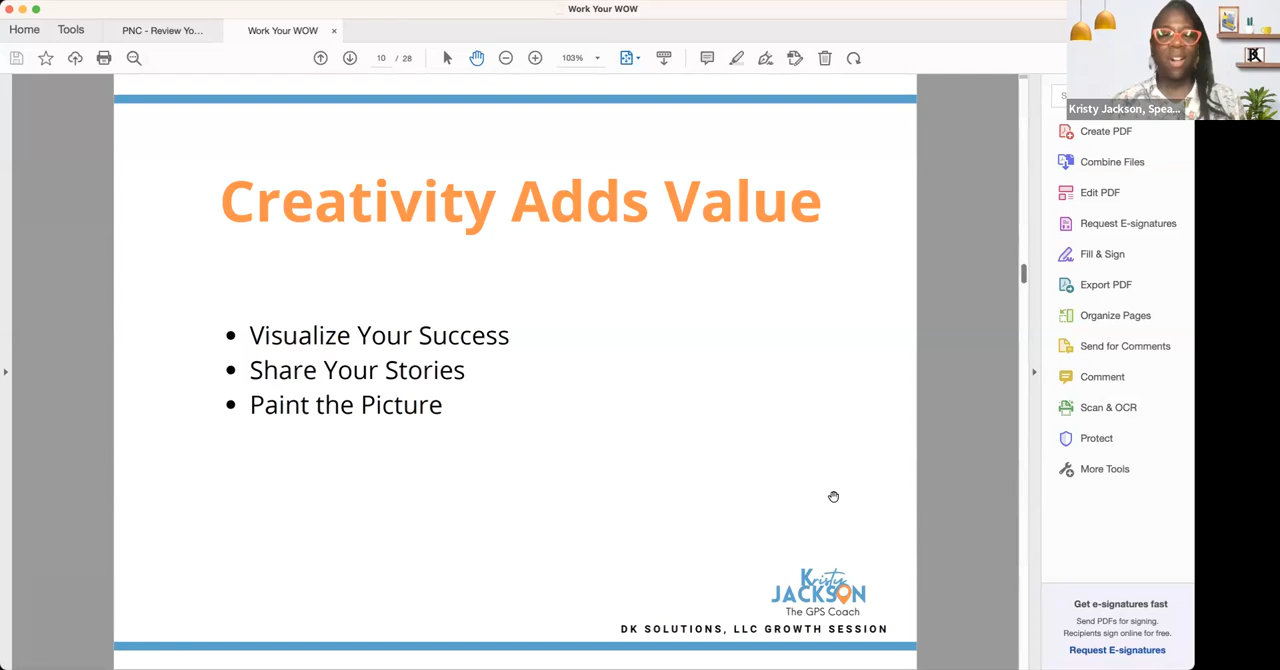 Work Your WOW
Home
Tools
PNC - Review Yo...
Work Your WOW
×
10 / 28
103%
Kristy Jackson, Spea...
Creativity Adds Value
• Visualize Your Success
• Share Your Stories
• Paint the Picture
Kristy
JACKSON
The GPS Coach
DK SOLUTIONS, LLC GROWTH SESSION
S
Create PDF
Combine Files
Edit PDF
Request E-signatures
Fill & Sign
Export PDF
Organize Pages
Send for Comments
Comment
Scan & OCR
Protect
More Tools
Get e-signatures fast
Send PDFs for signing.
Recipients sign online for free.
Request E-signatures